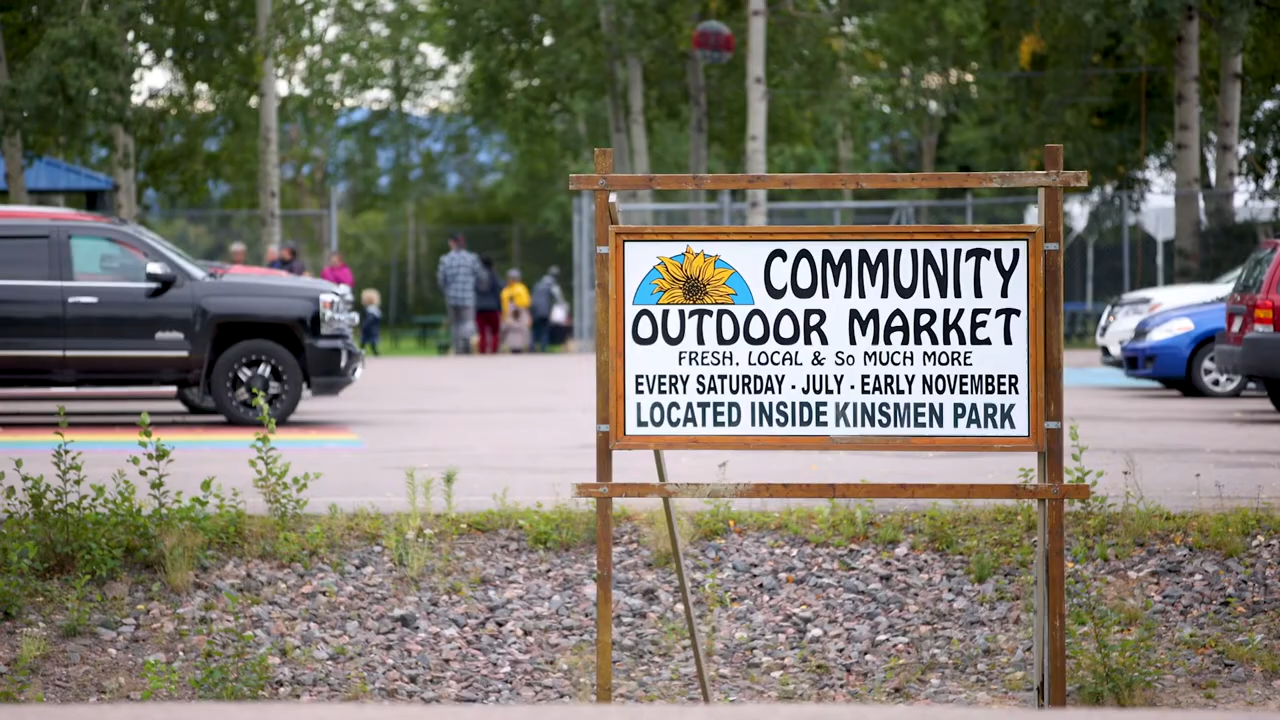 COMMUNITY
OUTDOOR MARKET
FRESH, LOCAL & So MUCH MORE
EVERY SATURDAY - JULY - EARLY NOVEMBER
LOCATED INSIDE KINSMEN PARK